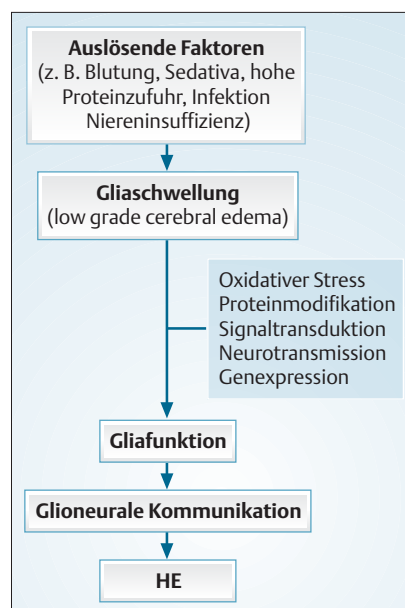 Auslösende Faktoren
(z. B. Blutung, Sedativa, hohe
Proteinzufuhr, Infektion
Niereninsuffizienz)
Gliaschwellung
(low grade cerebral edema)
Oxidativer Stress
Proteinmodifikation
Signaltransduktion
Neurotransmission
Genexpression
Gliafunktion
Glioneurale Kommunikation
HE